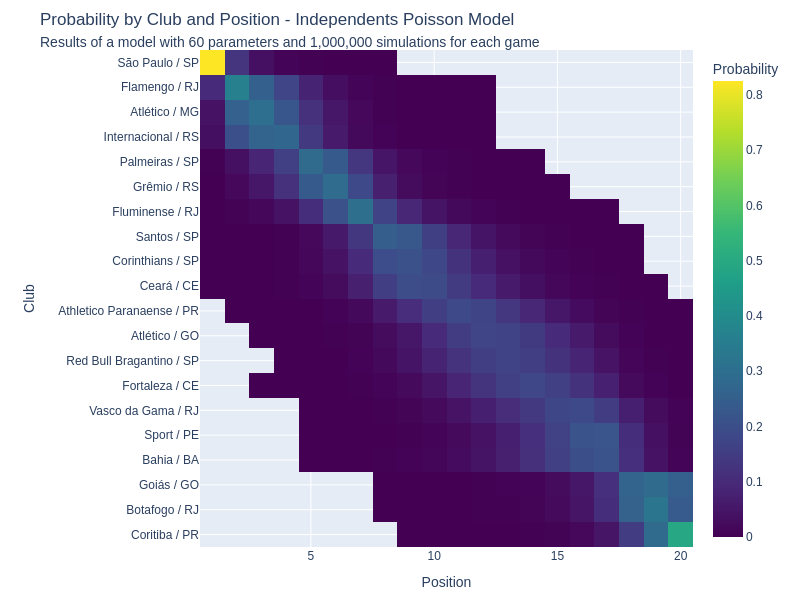 Probability by Club and Position - Independents Poisson Model
Results of a model with 60 parameters and 1,000,000 simulations for each game
Probability
São Paulo / SP
Flamengo / RJ
Atlético / MG
Internacional / RS
Palmeiras / SP
Grêmio / RS
Fluminense / RJ
Santos / SP
Corinthians / SP
Ceará / CE
Athletico Paranaense / PR
Atlético / GO
Red Bull Bragantino / SP
Fortaleza / CE
Vasco da Gama / RJ
Sport / PE
Bahia / BA
Goiás / GO
Botafogo / RJ
Coritiba / PR
Club
5
10
15
20
Position
0.8
0.7
0.6
0.5
0.4
0.3
0.2
0.1
0